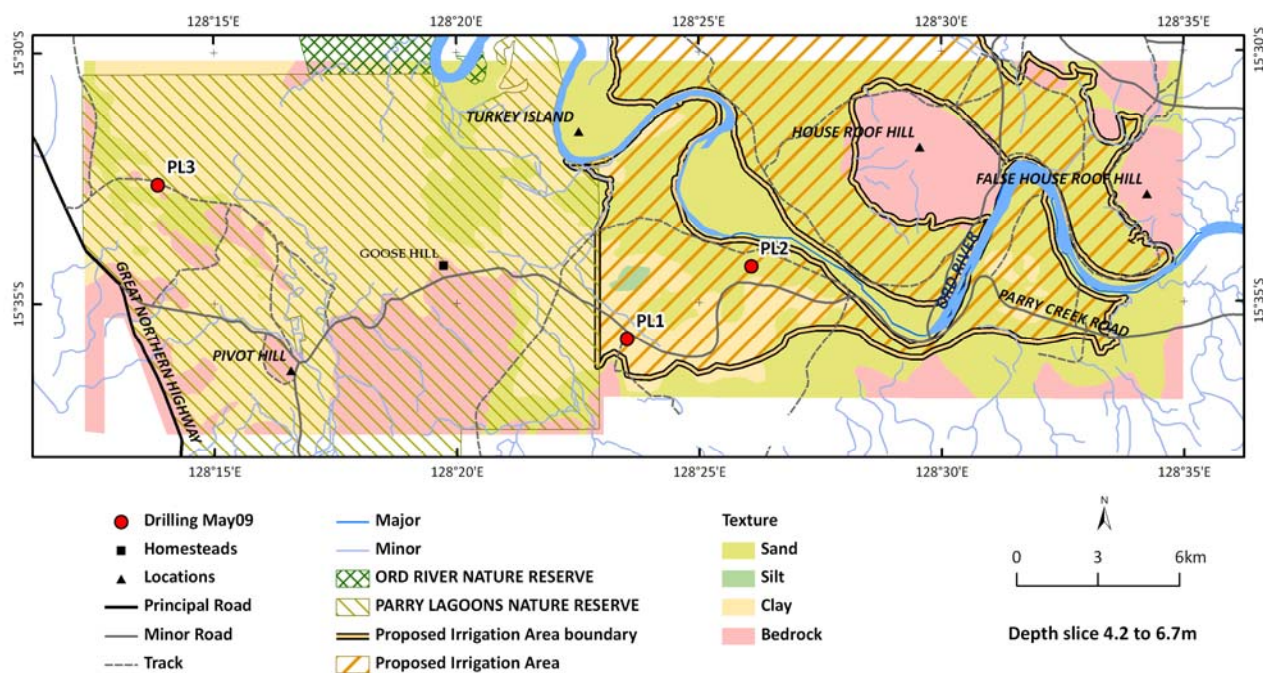 128°15'E 128°20'E 128°25'E 128°30'E 128°35'E
15°30'S
15°30'S
TURKEY ISLAND
HOUSE ROOF HILL
PL3
FALSE HOUSE ROOF HILL
GOOSE HILL
PL2
ORD RIVER
GREAT NORTHERN HIGHWAY
PARRY CREEK ROAD
15°35'S
15°35'S
PL1
PIVOT HILL
128°15'E 128°20'E 128°25'E 128°30'E 128°35'E
Drilling May09
Homesteads
Locations
Principal Road
Minor Road
Track
Major
Minor
ORD RIVER NATURE RESERVE
PARRY LAGOONS NATURE RESERVE
Proposed Irrigation Area boundary
Proposed Irrigation Area
Texture
Sand
Silt
Clay
Bedrock
N
0 3 6km
Depth slice 4.2 to 6.7m